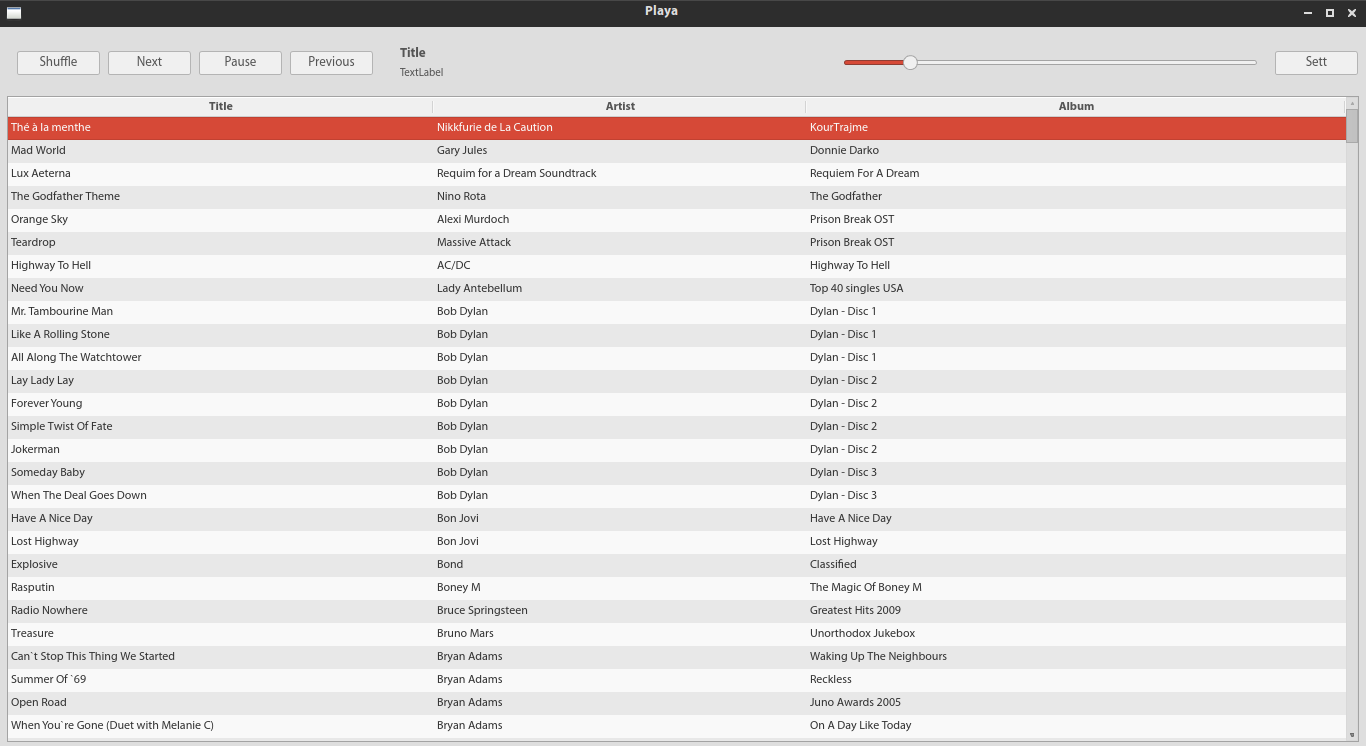 Playa
Shuffle Next Pause Previous Title Sett
TextLabel
Title Artist Album
Thé à la menthe Nikkfurie de La Caution KourTrajme
Mad World Gary Jules Donnie Darko
Lux Aeterna Requim for a Dream Soundtrack Requiem For A Dream
The Godfather Theme Nino Rota The Godfather
Orange Sky Alexi Murdoch Prison Break OST
Teardrop Massive Attack Prison Break OST
Highway To Hell AC/DC Highway To Hell
Need You Now Lady Antebellum Top 40 singles USA
Mr. Tambourine Man Bob Dylan Dylan - Disc 1
Like A Rolling Stone Bob Dylan Dylan - Disc 1
All Along The Watchtower Bob Dylan Dylan - Disc 1
Lay Lady Lay Bob Dylan Dylan - Disc 2
Forever Young Bob Dylan Dylan - Disc 2
Simple Twist Of Fate Bob Dylan Dylan - Disc 2
Jokerman Bob Dylan Dylan - Disc 2
Someday Baby Bob Dylan Dylan - Disc 3
When The Deal Goes Down Bob Dylan Dylan - Disc 3
Have A Nice Day Bon Jovi Have A Nice Day
Lost Highway Bon Jovi Lost Highway
Explosive Bond Classified
Rasputin Boney M The Magic Of Boney M
Radio Nowhere Bruce Springsteen Greatest Hits 2009
Treasure Bruno Mars Unorthodox Jukebox
Can`t Stop This Thing We Started Bryan Adams Waking Up The Neighbours
Summer Of `69 Bryan Adams Reckless
Open Road Bryan Adams Juno Awards 2005
When You`re Gone (Duet with Melanie C) Bryan Adams On A Day Like Today